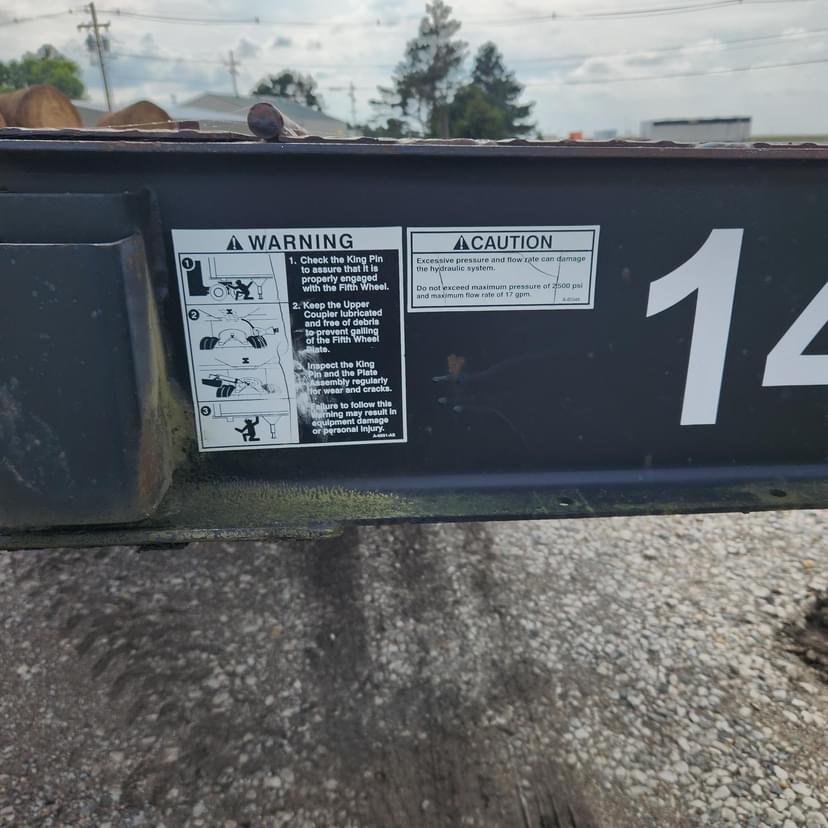 WARNING
1
1. Check the King Pin
to assure that it is
properly engaged
with the Fifth Wheel.
2
2. Keep the Upper
Coupler lubricated
and free of debris
to prevent galling
of the Fifth Wheel
Plate.
3
Inspect the King
Pin and the Plate
Assembly regularly
for wear and cracks.
Failure to follow this
warning may result in
equipment damage
or personal injury.
CAUTION
Excessive pressure and flow rate can damage
the hydraulic system.
Do not exceed maximum pressure of 2500 psi
and maximum flow rate of 17 gpm.
14